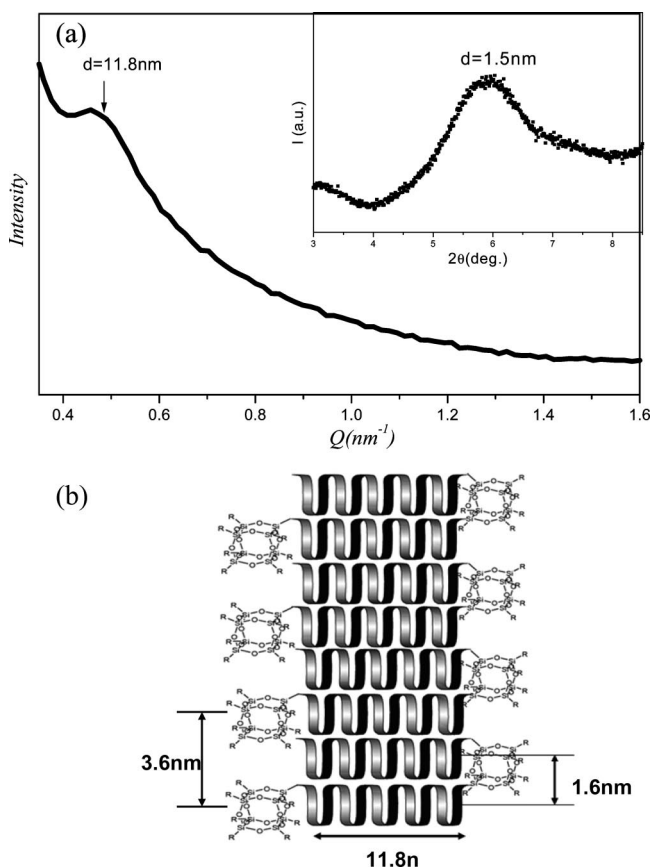 (a)
d=11.8nm
d=1.5nm
I (a.u.)
3 4 5 6 7 8
2θ(deg.)
Intensity
0.4 0.6 0.8 1.0 1.2 1.4 1.6
Q(nm⁻¹)
(b)
3.6nm
1.6nm
11.8n